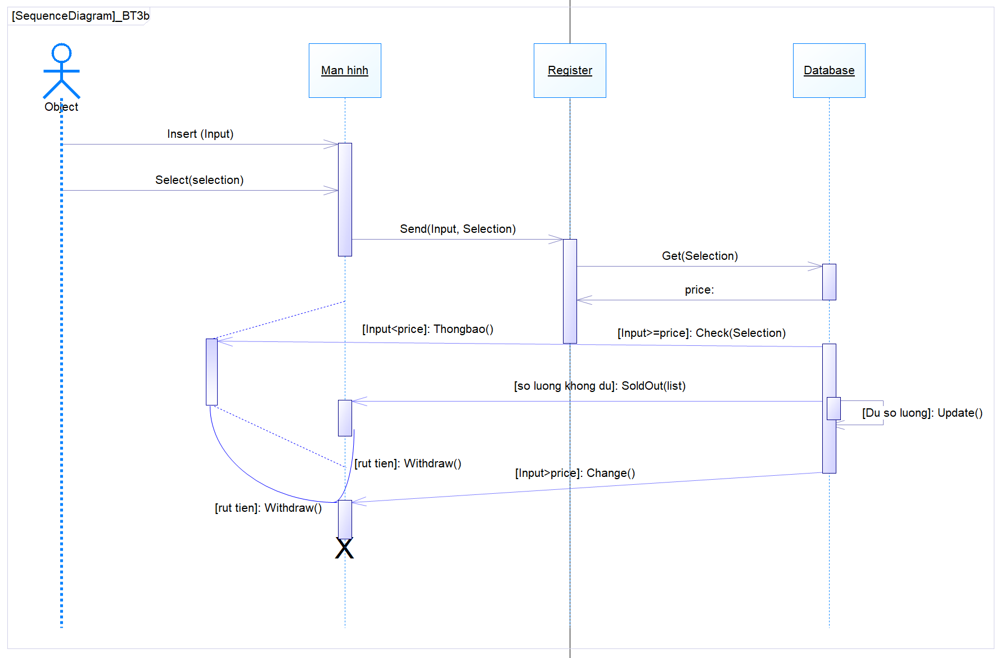 [SequenceDiagram]_BT3b
Man hinh
Register
Database
Object
Insert (Input)
Select(selection)
Send(Input, Selection)
Get(Selection)
price:
[Input<price]: Thongbao()
[Input>=price]: Check(Selection)
[so luong khong du]: SoldOut(list)
[Du so luong]: Update()
[rut tien]: Withdraw()
[Input>price]: Change()
[rut tien]: Withdraw()
X